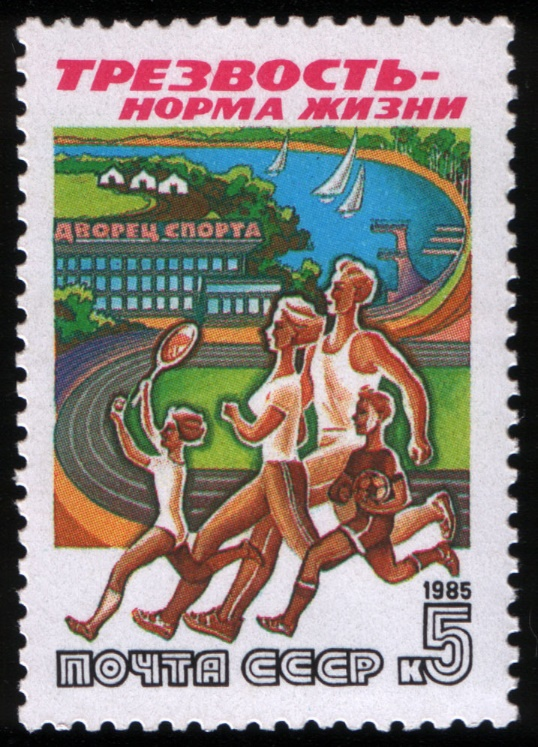 ТРЕЗВОСТЬ-
НОРМА ЖИЗНИ
ДВОРЕЦ СПОРТА
1985
ПОЧТА СССР К5